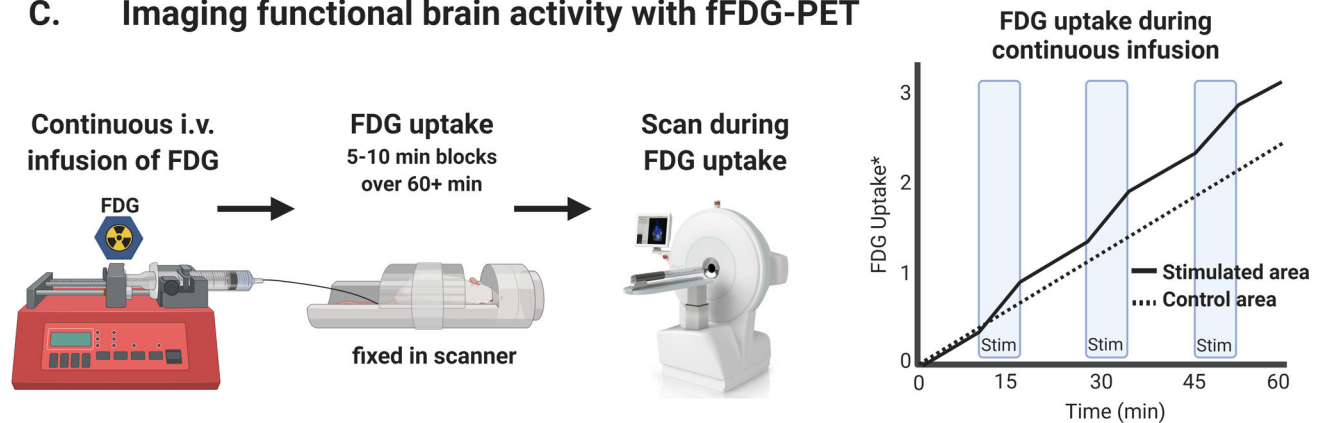 C. Imaging functional brain activity with fFDG-PET
Continuous i.v.
infusion of FDG
FDG
FDG uptake
5-10 min blocks
over 60+ min
fixed in scanner
Scan during
FDG uptake
FDG uptake during
continuous infusion
FDG Uptake*
3
2
1
0
Stim
Stim
Stim
Stimulated area
Control area
0
15
30
45
60
Time (min)